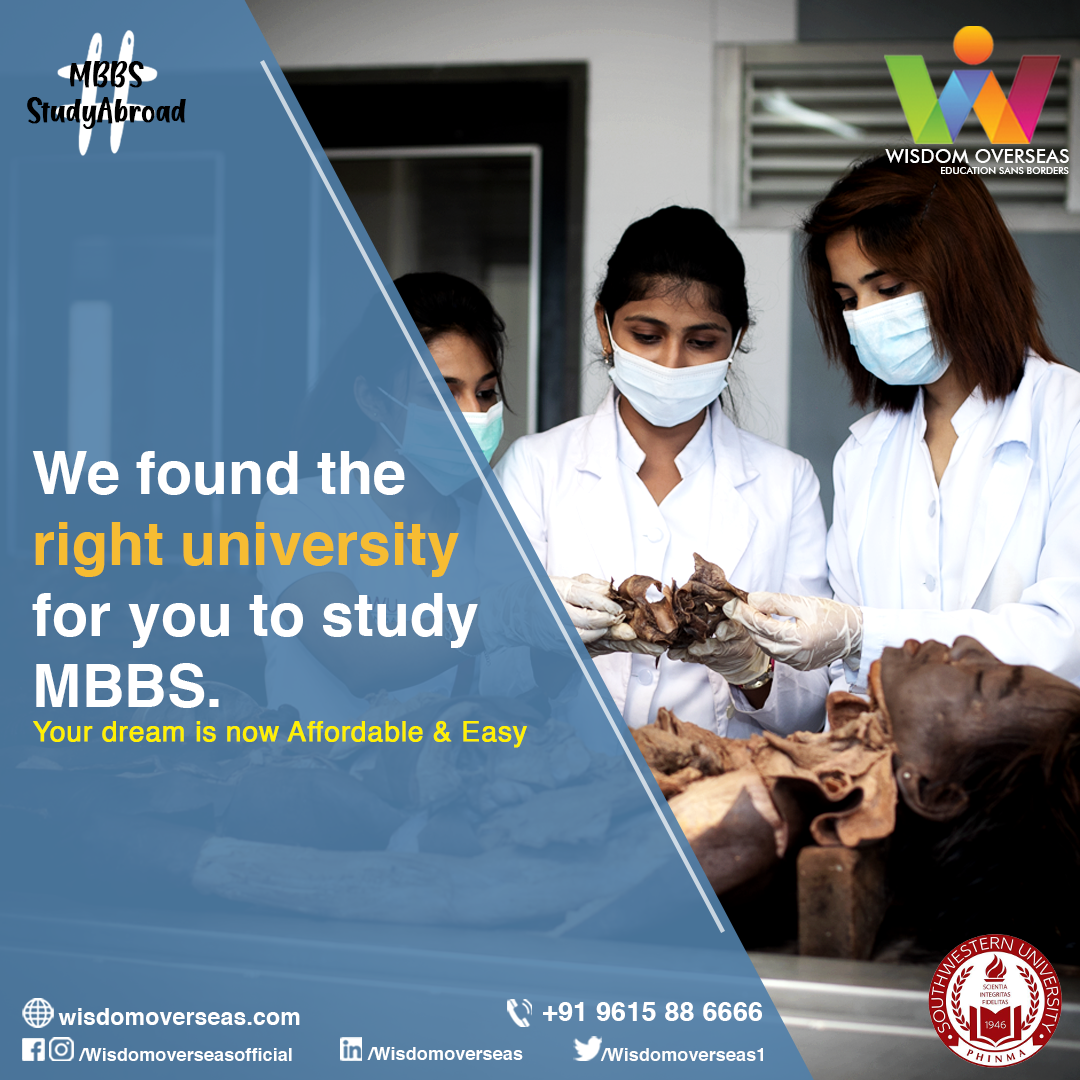 #
MBBS
StudyAbroad
WISDOM OVERSEAS
EDUCATION SANS BORDERS
We found the
right university
for you to study
MBBS.
Your dream is now Affordable & Easy
wisdomoverseas.com
+91 9615 88 6666
/Wisdomoverseasofficial
/Wisdomoverseas
/Wisdomoverseas1
SOUTHWESTERN UNIVERSITY
SCIENTIA
INTEGRITAS
FIDELITAS
1946
PHINMA